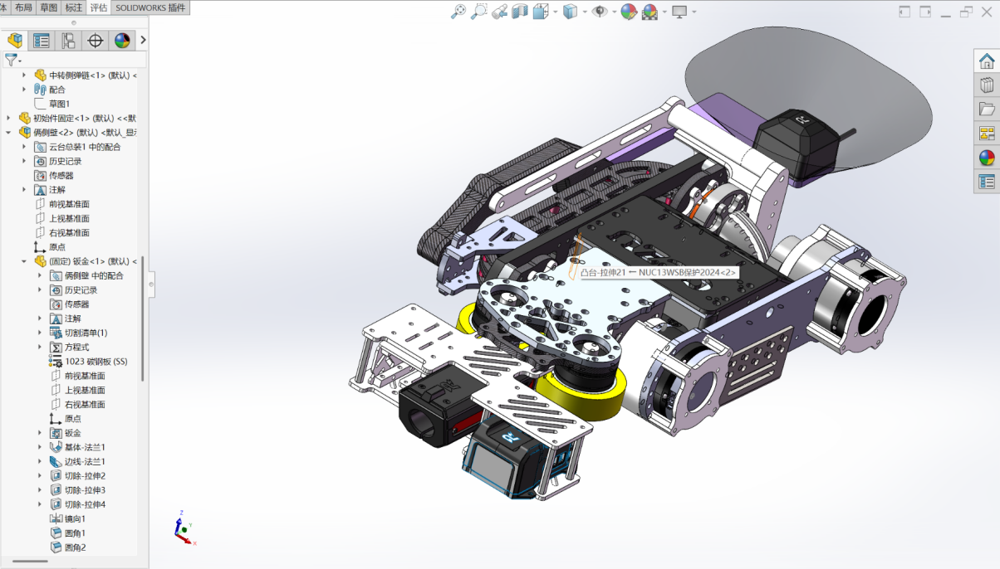 体 布局 草图 标注 评估 SOLIDWORKS 插件
中转侧弹链<1> (默认) <
配合
草图1
初始件固定<1> (默认) <<默
俩侧壁<2> (默认) <默认_显示
云台总装1 中的配合
历史记录
传感器
注解
前视基准面
上视基准面
右视基准面
原点
(固定) 钣金<1> (默认) <
俩侧壁 中的配合
历史记录
传感器
注解
切割清单(1)
方程式
1023 碳钢板 (SS)
前视基准面
上视基准面
右视基准面
原点
钣金
基体-法兰1
边线-法兰1
切除-拉伸2
切除-拉伸3
切除-拉伸4
镜向1
圆角1
圆角2
凸台-拉伸21 ← NUC13WSB保护2024<2>
Z
Y
X